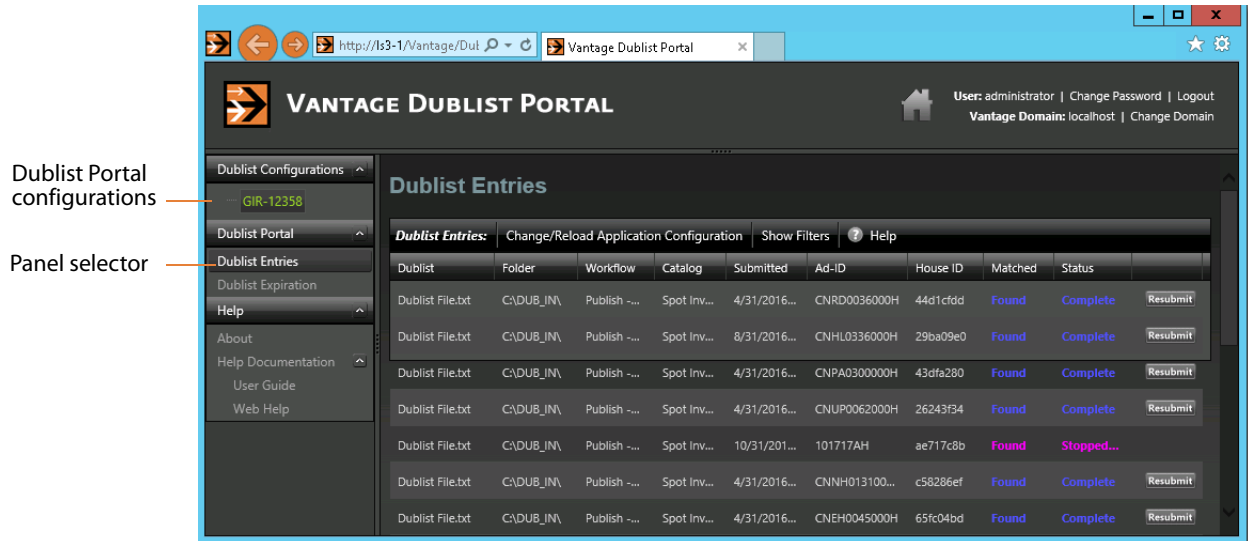 http://ls3-1/Vantage/Dul
Vantage Dublist Portal
VANTAGE DUBLIST PORTAL
User: administrator | Change Password | Logout
Vantage Domain: localhost | Change Domain
Dublist Portal
configurations
Panel selector
Dublist Configurations
GIR-12358
Dublist Portal
Dublist Entries
Dublist Expiration
Help
About
Help Documentation
User Guide
Web Help
Dublist Entries
Dublist Entries: Change/Reload Application Configuration Show Filters ? Help
Dublist Folder Workflow Catalog Submitted Ad-ID House ID Matched Status
Dublist File.txt C:\DUB_IN\ Publish -... Spot Inv... 4/31/2016... CNRD0036000H 44d1cfdd Found Complete Resubmit
Dublist File.txt C:\DUB_IN\ Publish -... Spot Inv... 8/31/2016... CNHL0336000H 29ba09e0 Found Complete Resubmit
Dublist File.txt C:\DUB_IN\ Publish -... Spot Inv... 4/31/2016... CNPA0300000H 43dfa280 Found Complete Resubmit
Dublist File.txt C:\DUB_IN\ Publish -... Spot Inv... 4/31/2016... CNUP0062000H 26243f34 Found Complete Resubmit
Dublist File.txt C:\DUB_IN\ Publish -... Spot Inv... 10/31/201... 101717AH ae717c8b Found Stopped...
Dublist File.txt C:\DUB_IN\ Publish -... Spot Inv... 4/31/2016... CNNH013100... c58286ef Found Complete Resubmit
Dublist File.txt C:\DUB_IN\ Publish -... Spot Inv... 4/31/2016... CNEH0045000H 65fc04bd Found Complete Resubmit